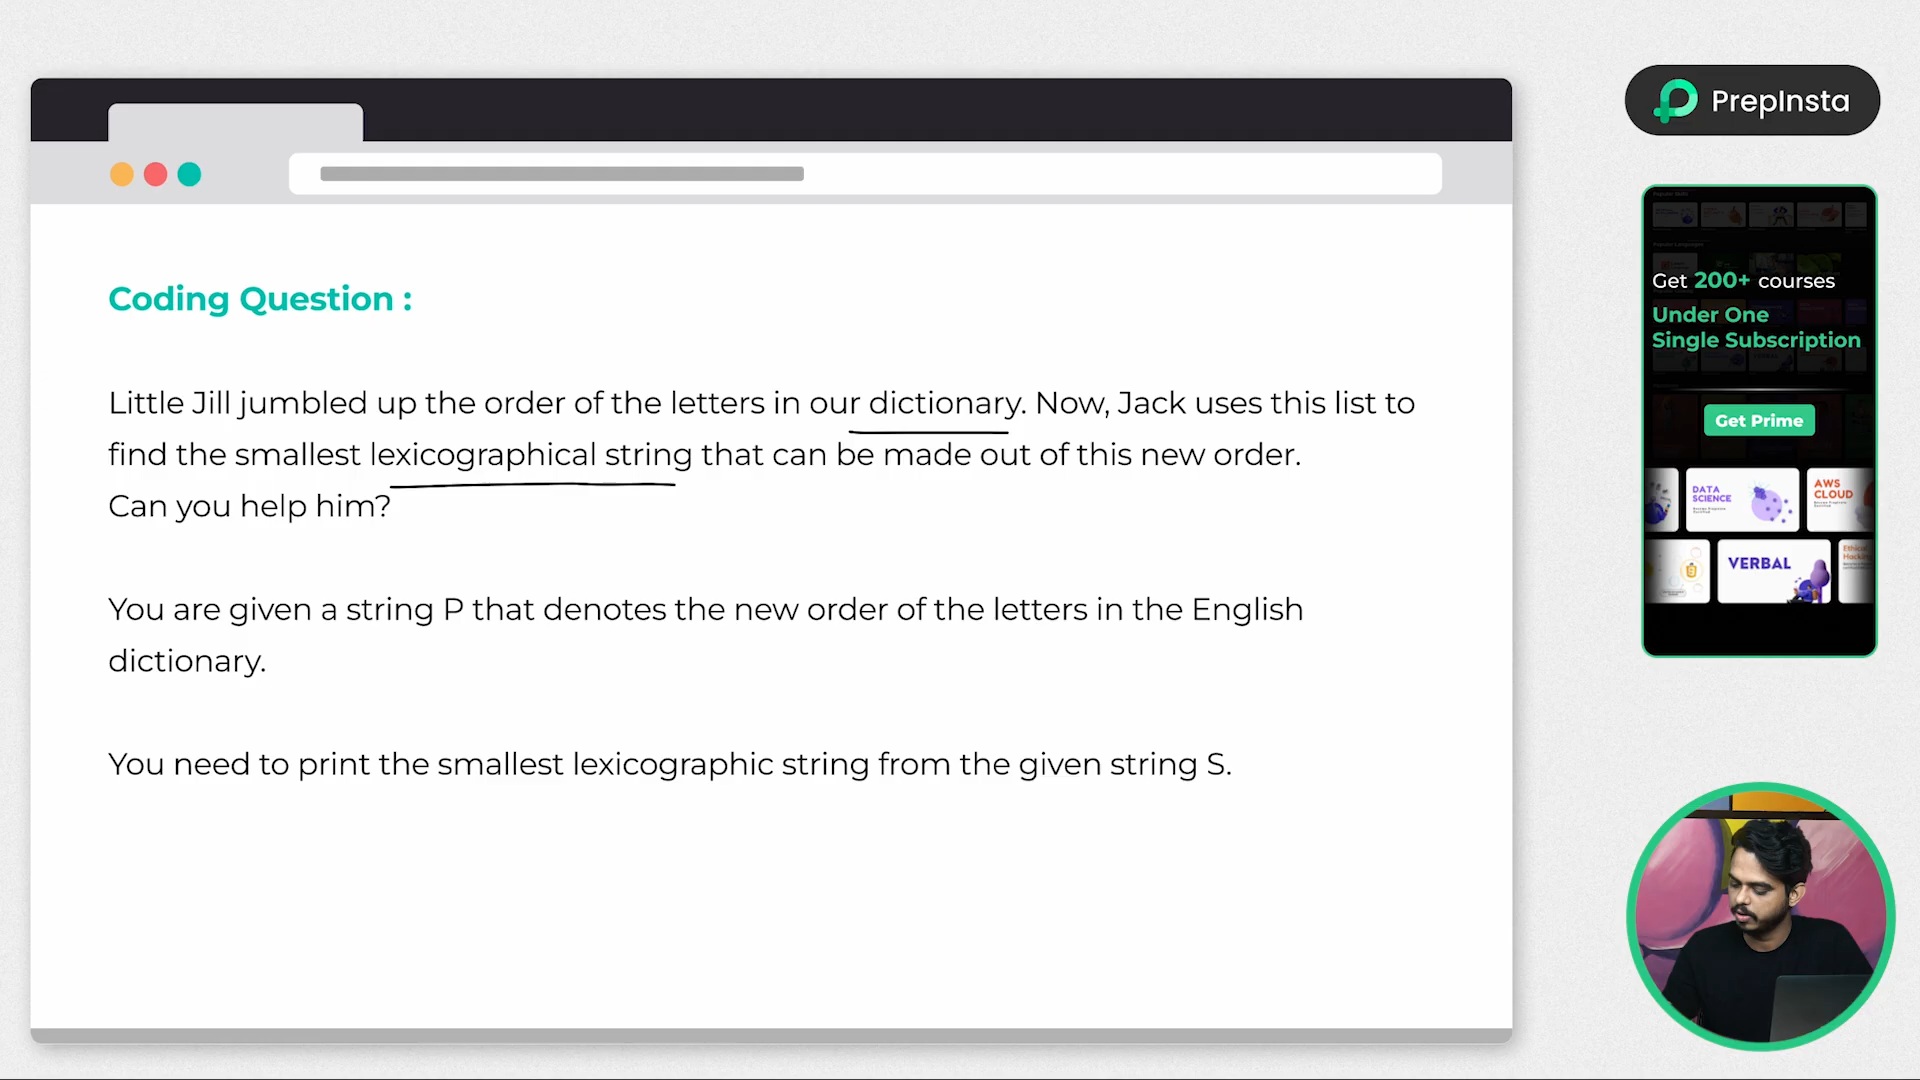 PrepInsta
Coding Question :
Little Jill jumbled up the order of the letters in our dictionary. Now, Jack uses this list to
find the smallest lexicographical string that can be made out of this new order.
Can you help him?
You are given a string P that denotes the new order of the letters in the English
dictionary.
You need to print the smallest lexicographic string from the given string S.
Get 200+ courses
Under One
Single Subscription
Get Prime
DATA
SCIENCE
AWS
CLOUD
VERBAL